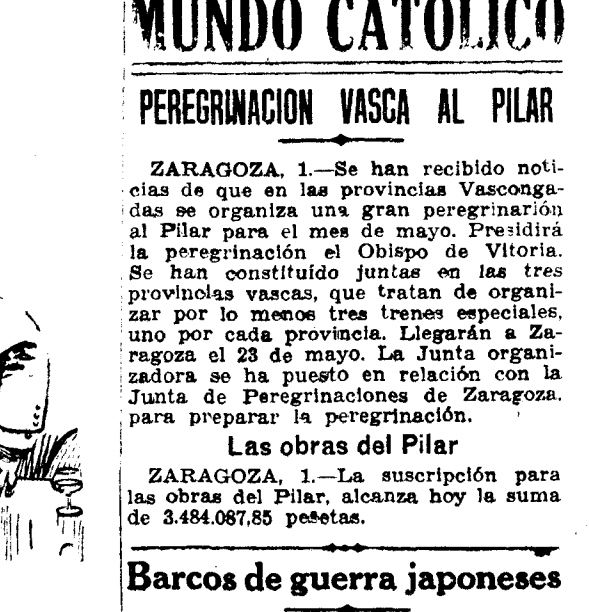 MUNDO CATOLICO
PEREGRINACION VASCA AL PILAR
ZARAGOZA, 1.—Se han recibido noti-
cias de que en las provincias Vasconga-
das se organiza una gran peregrinarión
al Pilar para el mes de mayo. Presidirá
la peregrinación el Obispo de Vitoria.
Se han constituído juntas en las tres
provincias vascas, que tratan de organi-
zar por lo menos tres trenes especiales,
uno por cada provincia. Llegarán a Za-
ragoza el 23 de mayo. La Junta organi-
zadora se ha puesto en relación con la
Junta de Peregrinaciones de Zaragoza.
para preparar la peregrinación.
Las obras del Pilar
ZARAGOZA, 1.—La suscripción para
las obras del Pilar, alcanza hoy la suma
de 3.484.087,85 pesetas.
Barcos de guerra japoneses